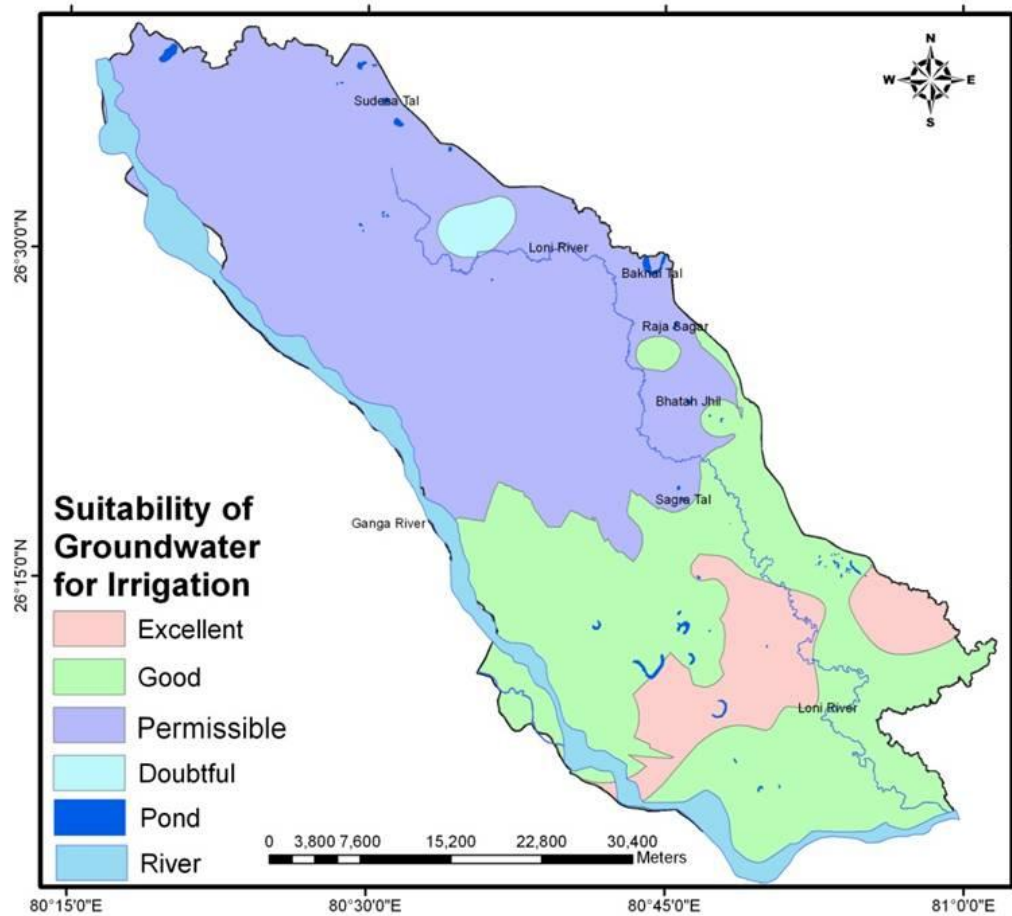 N
W E
S
Sudesa Tal
Loni River
Baknai Tal
Raja Sagar
Bhatah Jhil
Sagra Tal
Ganga River
Loni River
Suitability of
Groundwater
for Irrigation
Excellent
Good
Permissible
Doubtful
Pond
River
0 3,800 7,600 15,200 22,800 30,400
Meters
26°30'0"N
26°15'0"N
80°15'0"E 80°30'0"E 80°45'0"E 81°0'0"E